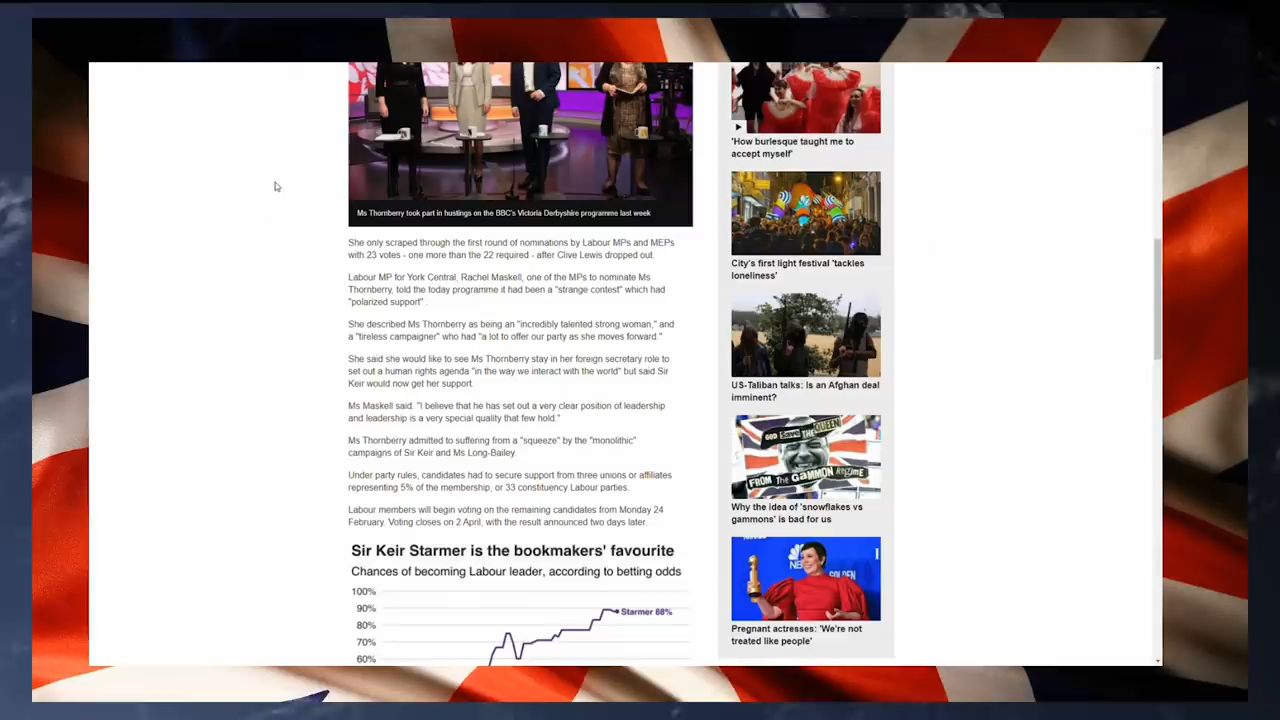 Ms Thornberry took part in hustings on the BBC's Victoria Derbyshire programme last week
She only scraped through the first round of nominations by Labour MPs and MEPs
with 23 votes - one more than the 22 required - after Clive Lewis dropped out.
Labour MP for York Central, Rachel Maskell, one of the MPs to nominate Ms
Thornberry, told the today programme it had been a "strange contest" which had
"polarized support" .
She described Ms Thornberry as being an "incredibly talented strong woman," and
a "tireless campaigner" who had "a lot to offer our party as she moves forward."
She said she would like to see Ms Thornberry stay in her foreign secretary role to
set out a human rights agenda "in the way we interact with the world" but said Sir
Keir would now get her support.
Ms Maskell said: "I believe that he has set out a very clear position of leadership
and leadership is a very special quality that few hold."
Ms Thornberry admitted to suffering from a "squeeze" by the "monolithic"
campaigns of Sir Keir and Ms Long-Bailey.
Under party rules, candidates had to secure support from three unions or affiliates
representing 5% of the membership, or 33 constituency Labour parties.
Labour members will begin voting on the remaining candidates from Monday 24
February. Voting closes on 2 April, with the result announced two days later.
Sir Keir Starmer is the bookmakers' favourite
Chances of becoming Labour leader, according to betting odds
100%
90%
Starmer 88%
80%
70%
60%
'How burlesque taught me to
accept myself'
City's first light festival 'tackles
loneliness'
US-Taliban talks: Is an Afghan deal
imminent?
GOD SAVE THE QUEEN
FROM THE GAMMON REGIME
Why the idea of 'snowflakes vs
gammons' is bad for us
NB
GOLDEN
Pregnant actresses: 'We're not
treated like people'